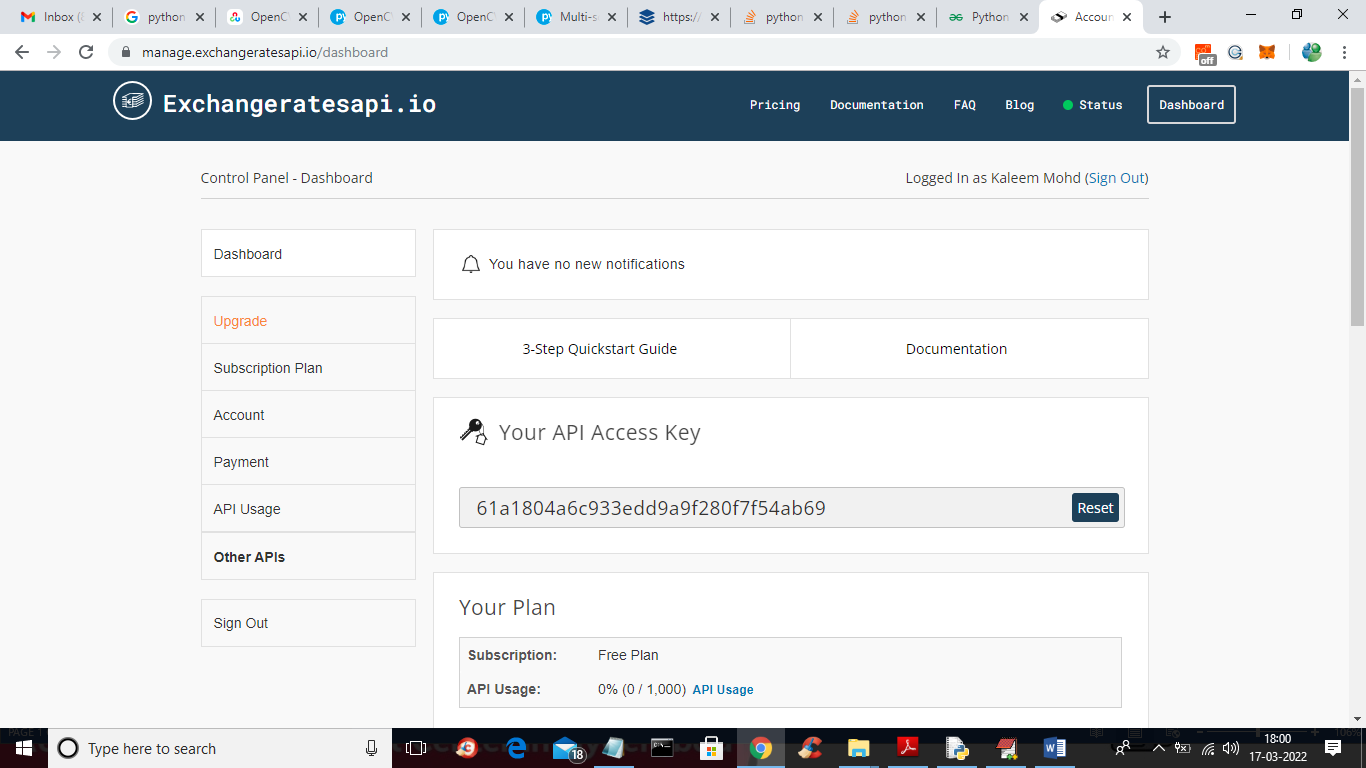 Inbox (
python
OpenC
OpenC
OpenC
Multi-s
https://
python
python
Python
Accoun
manage.exchangeratesapi.io/dashboard
off
Exchangeratesapi.io
Pricing
Documentation
FAQ
Blog
Status
Dashboard
Control Panel - Dashboard
Logged In as Kaleem Mohd (Sign Out)
Dashboard
You have no new notifications
Upgrade
3-Step Quickstart Guide
Documentation
Subscription Plan
Account
Your API Access Key
Payment
API Usage
61a1804a6c933edd9a9f280f7f54ab69
Reset
Other APIs
Your Plan
Sign Out
Subscription: Free Plan
API Usage: 0% (0 / 1,000) API Usage
Type here to search
18
18:00
17-03-2022